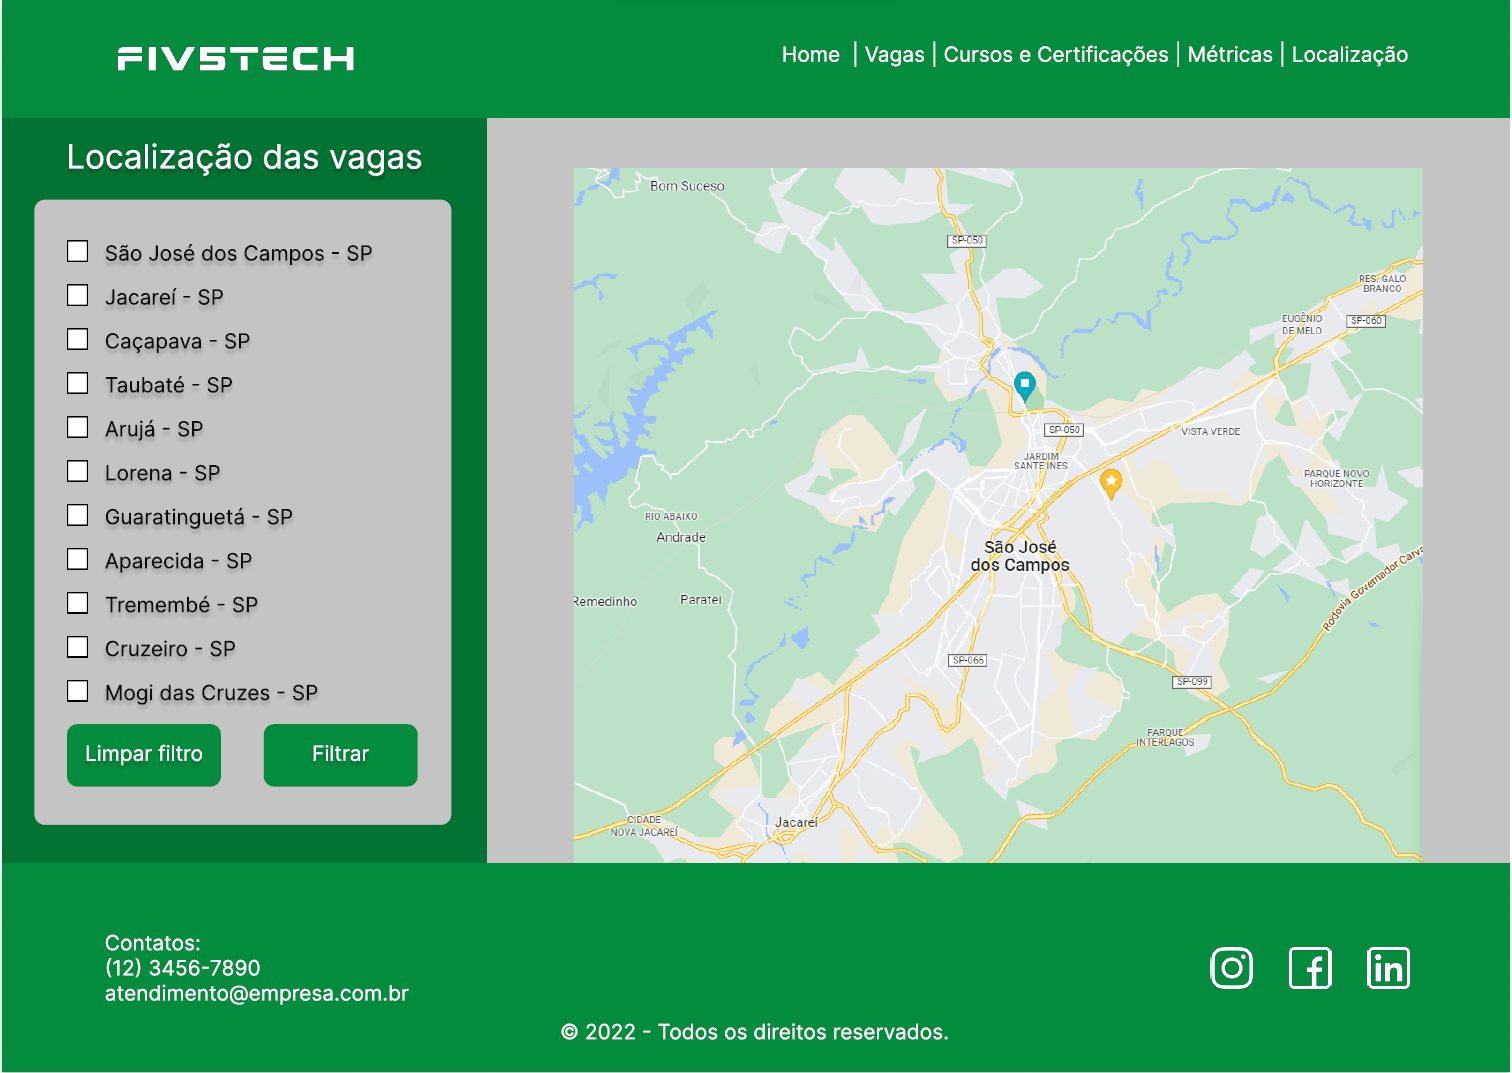 FIV5TECH
Home | Vagas | Cursos e Certificações | Métricas | Localização
Localização das vagas
São José dos Campos - SP
Jacareí - SP
Caçapava - SP
Taubaté - SP
Arujá - SP
Lorena - SP
Guaratinguetá - SP
Aparecida - SP
Tremembé - SP
Cruzeiro - SP
Mogi das Cruzes - SP
Limpar filtro
Filtrar
Bom Suceso
SP-050
RES. GALO
BRANCO
EUGÊNIO
DE MELO
SP-060
SP-050
VISTA VERDE
JARDIM
SANTE INES
PARQUE NOVO
HORIZONTE
RIO ABAIXO
Andrade
São José
dos Campos
Rodovia Governador Carva
Remedinho
Paratei
SP-066
SP-099
PARQUE
INTERLAGOS
CIDADE
NOVA JACAREÍ
Jacareí
Contatos:
(12) 3456-7890
atendimento@empresa.com.br
in
© 2022 - Todos os direitos reservados.